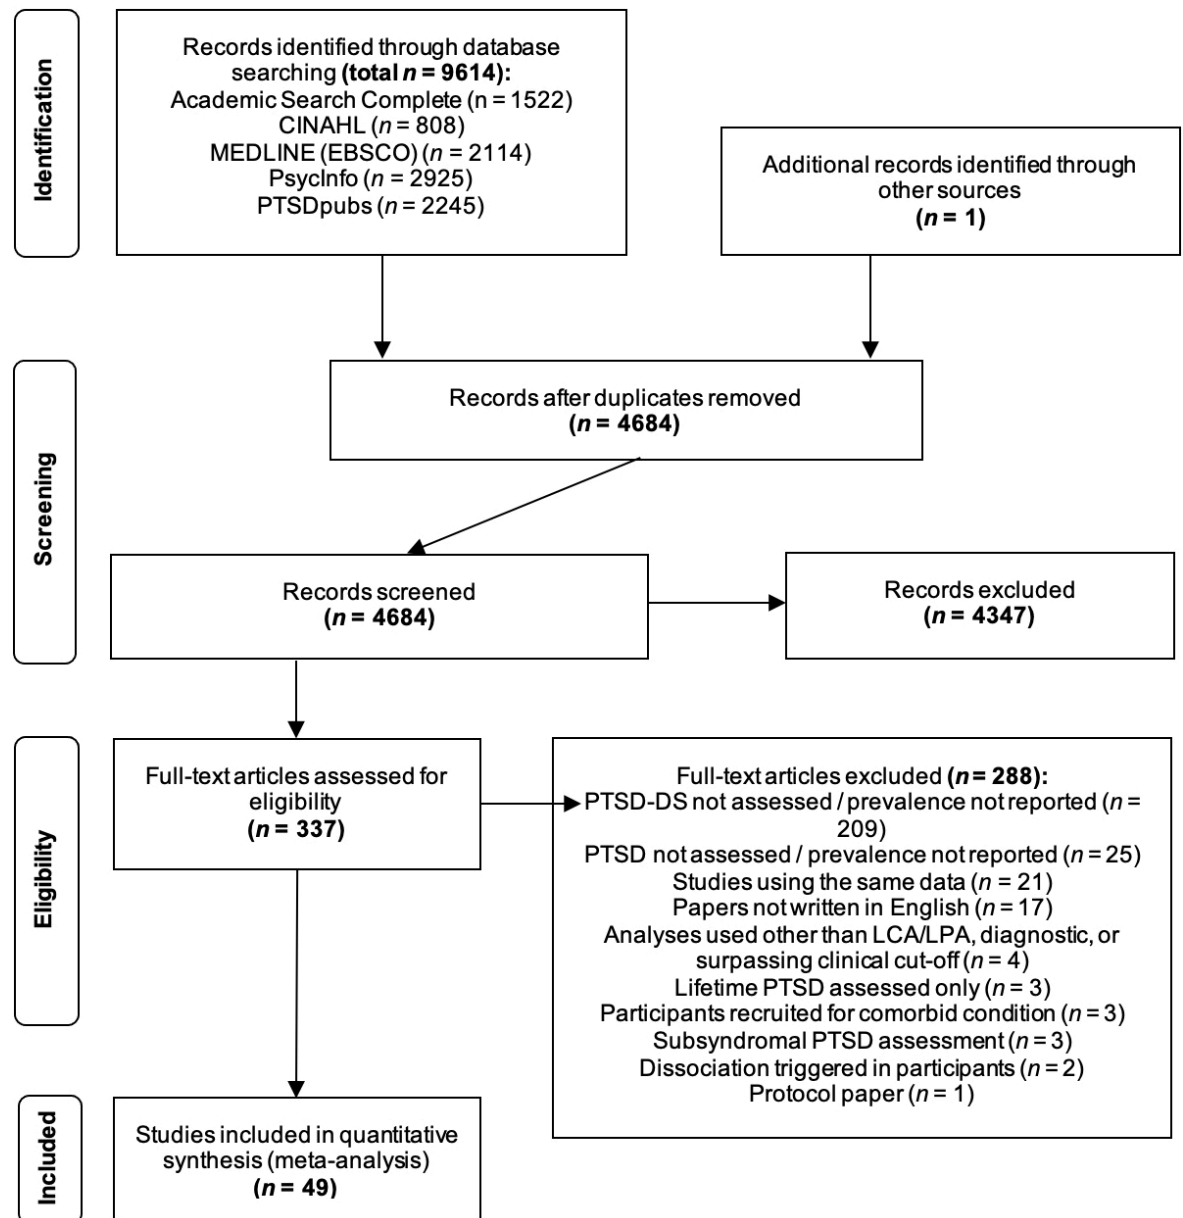 Identification
Records identified through database
searching (total n = 9614):
Academic Search Complete (n = 1522)
CINAHL (n = 808)
MEDLINE (EBSCO) (n = 2114)
PsycInfo (n = 2925)
PTSDpubs (n = 2245)
Additional records identified through
other sources
(n = 1)
Screening
Records after duplicates removed
(n = 4684)
Records screened
(n = 4684)
Records excluded
(n = 4347)
Eligibility
Full-text articles assessed for
eligibility
(n = 337)
Full-text articles excluded (n = 288):
PTSD-DS not assessed / prevalence not reported (n =
209)
PTSD not assessed / prevalence not reported (n = 25)
Studies using the same data (n = 21)
Papers not written in English (n = 17)
Analyses used other than LCA/LPA, diagnostic, or
surpassing clinical cut-off (n = 4)
Lifetime PTSD assessed only (n = 3)
Participants recruited for comorbid condition (n = 3)
Subsyndromal PTSD assessment (n = 3)
Dissociation triggered in participants (n = 2)
Protocol paper (n = 1)
Included
Studies included in quantitative
synthesis (meta-analysis)
(n = 49)